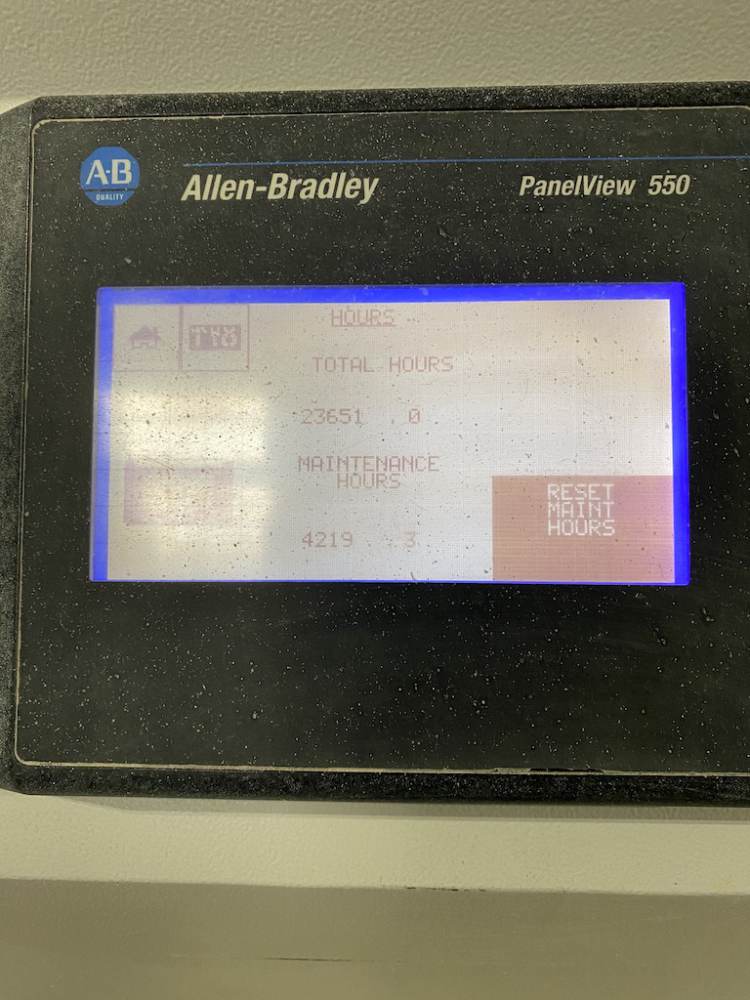 A·B
QUALITY
Allen-Bradley
PanelView 550
HOURS
TOTAL HOURS
23651 . 0
MAINTENANCE
HOURS
4219 . 3
RESET
MAINT
HOURS